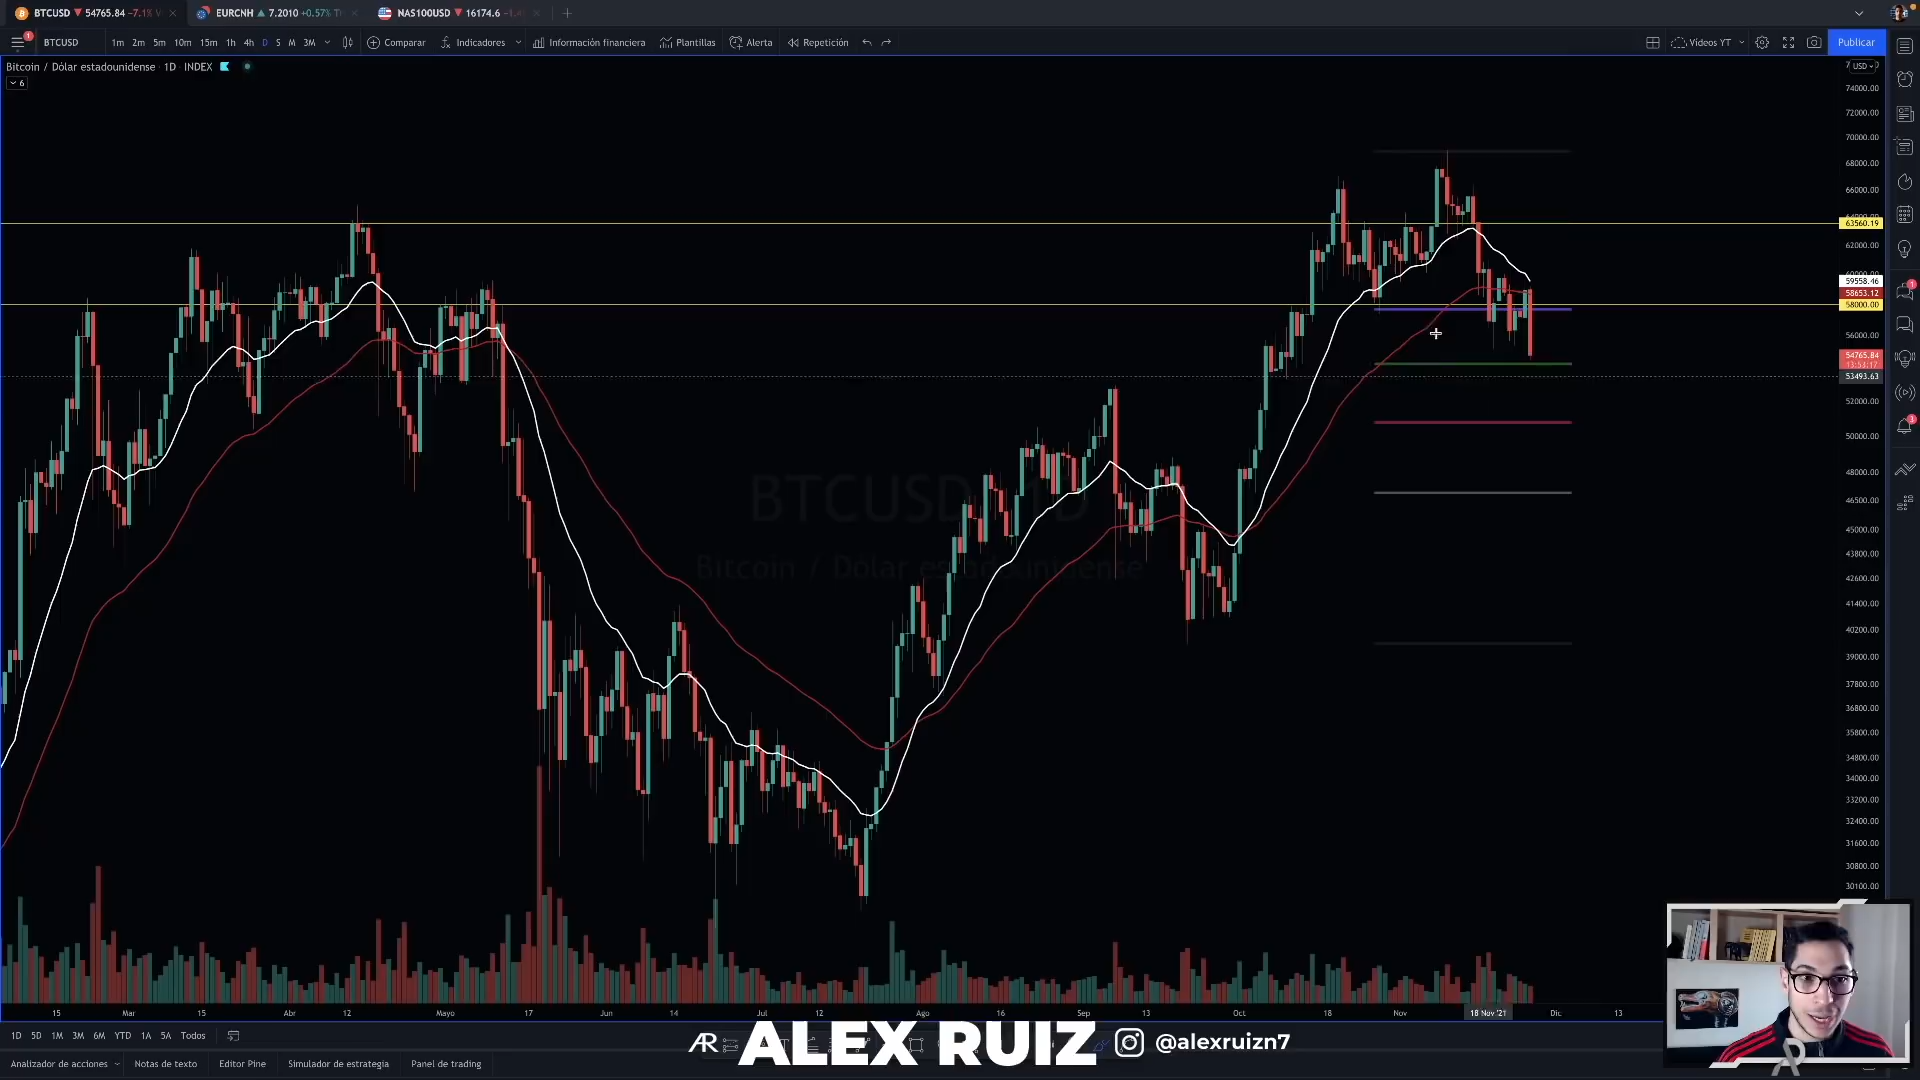 BTCUSD ▼ 54765.84 −7.1%
EURCNH ▲ 7.2010 +0.57%
NAS100USD ▼ 16174.6
BTCUSD 1m 2m 5m 10m 15m 1h 4h D S M 3M Comparar Indicadores Información financiera Plantillas Alerta Repetición Vídeos YT Publicar
Bitcoin / Dólar estadounidense · 1D · INDEX
6
USD
74000.00
72000.00
70000.00
68000.00
66000.00
63560.19
62000.00
59558.46
58653.12
58000.00
56000.00
54765.84
53493.63
52000.00
50000.00
48000.00
46500.00
45000.00
43800.00
42600.00
41400.00
40200.00
39000.00
37800.00
36800.00
35800.00
34800.00
34000.00
33200.00
32400.00
31600.00
30800.00
30100.00
BTCUSD, 1D
Bitcoin / Dólar estadounidense
15 Mar 15 Abr 12 Mayo 17 Jun 14 Jul 12 Ago 16 Sep 13 Oct 18 Nov 18 Nov '21 Dic 13
1D 5D 1M 3M 6M YTD 1A 5A Todos
AR ALEX RUIZ @alexruizn7
Analizador de acciones Notas de texto Editor Pine Simulador de estrategia Panel de trading